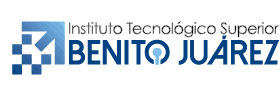 Instituto Tecnológico Superior
BENITO JUÁREZ